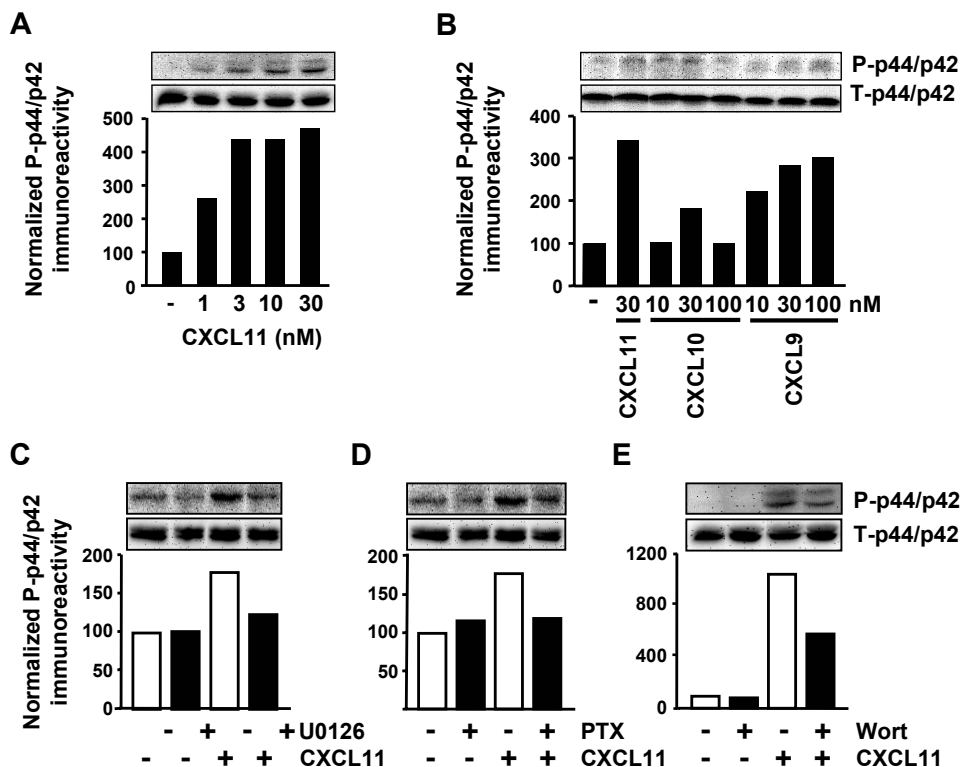 A
Normalized P-p44/p42
immunoreactivity
500
400
300
200
100
0
- 1 3 10 30
CXCL11 (nM)
B
P-p44/p42
T-p44/p42
Normalized P-p44/p42
immunoreactivity
400
300
200
100
0
- 30 10 30 100 10 30 100 nM
CXCL11
CXCL10
CXCL9
C
Normalized P-p44/p42
immunoreactivity
200
150
100
50
0
- + - + U0126
- - + + CXCL11
D
200
150
100
50
- + - + PTX
- - + + CXCL11
E
P-p44/p42
T-p44/p42
1200
800
400
0
- + - + Wort
- - + + CXCL11